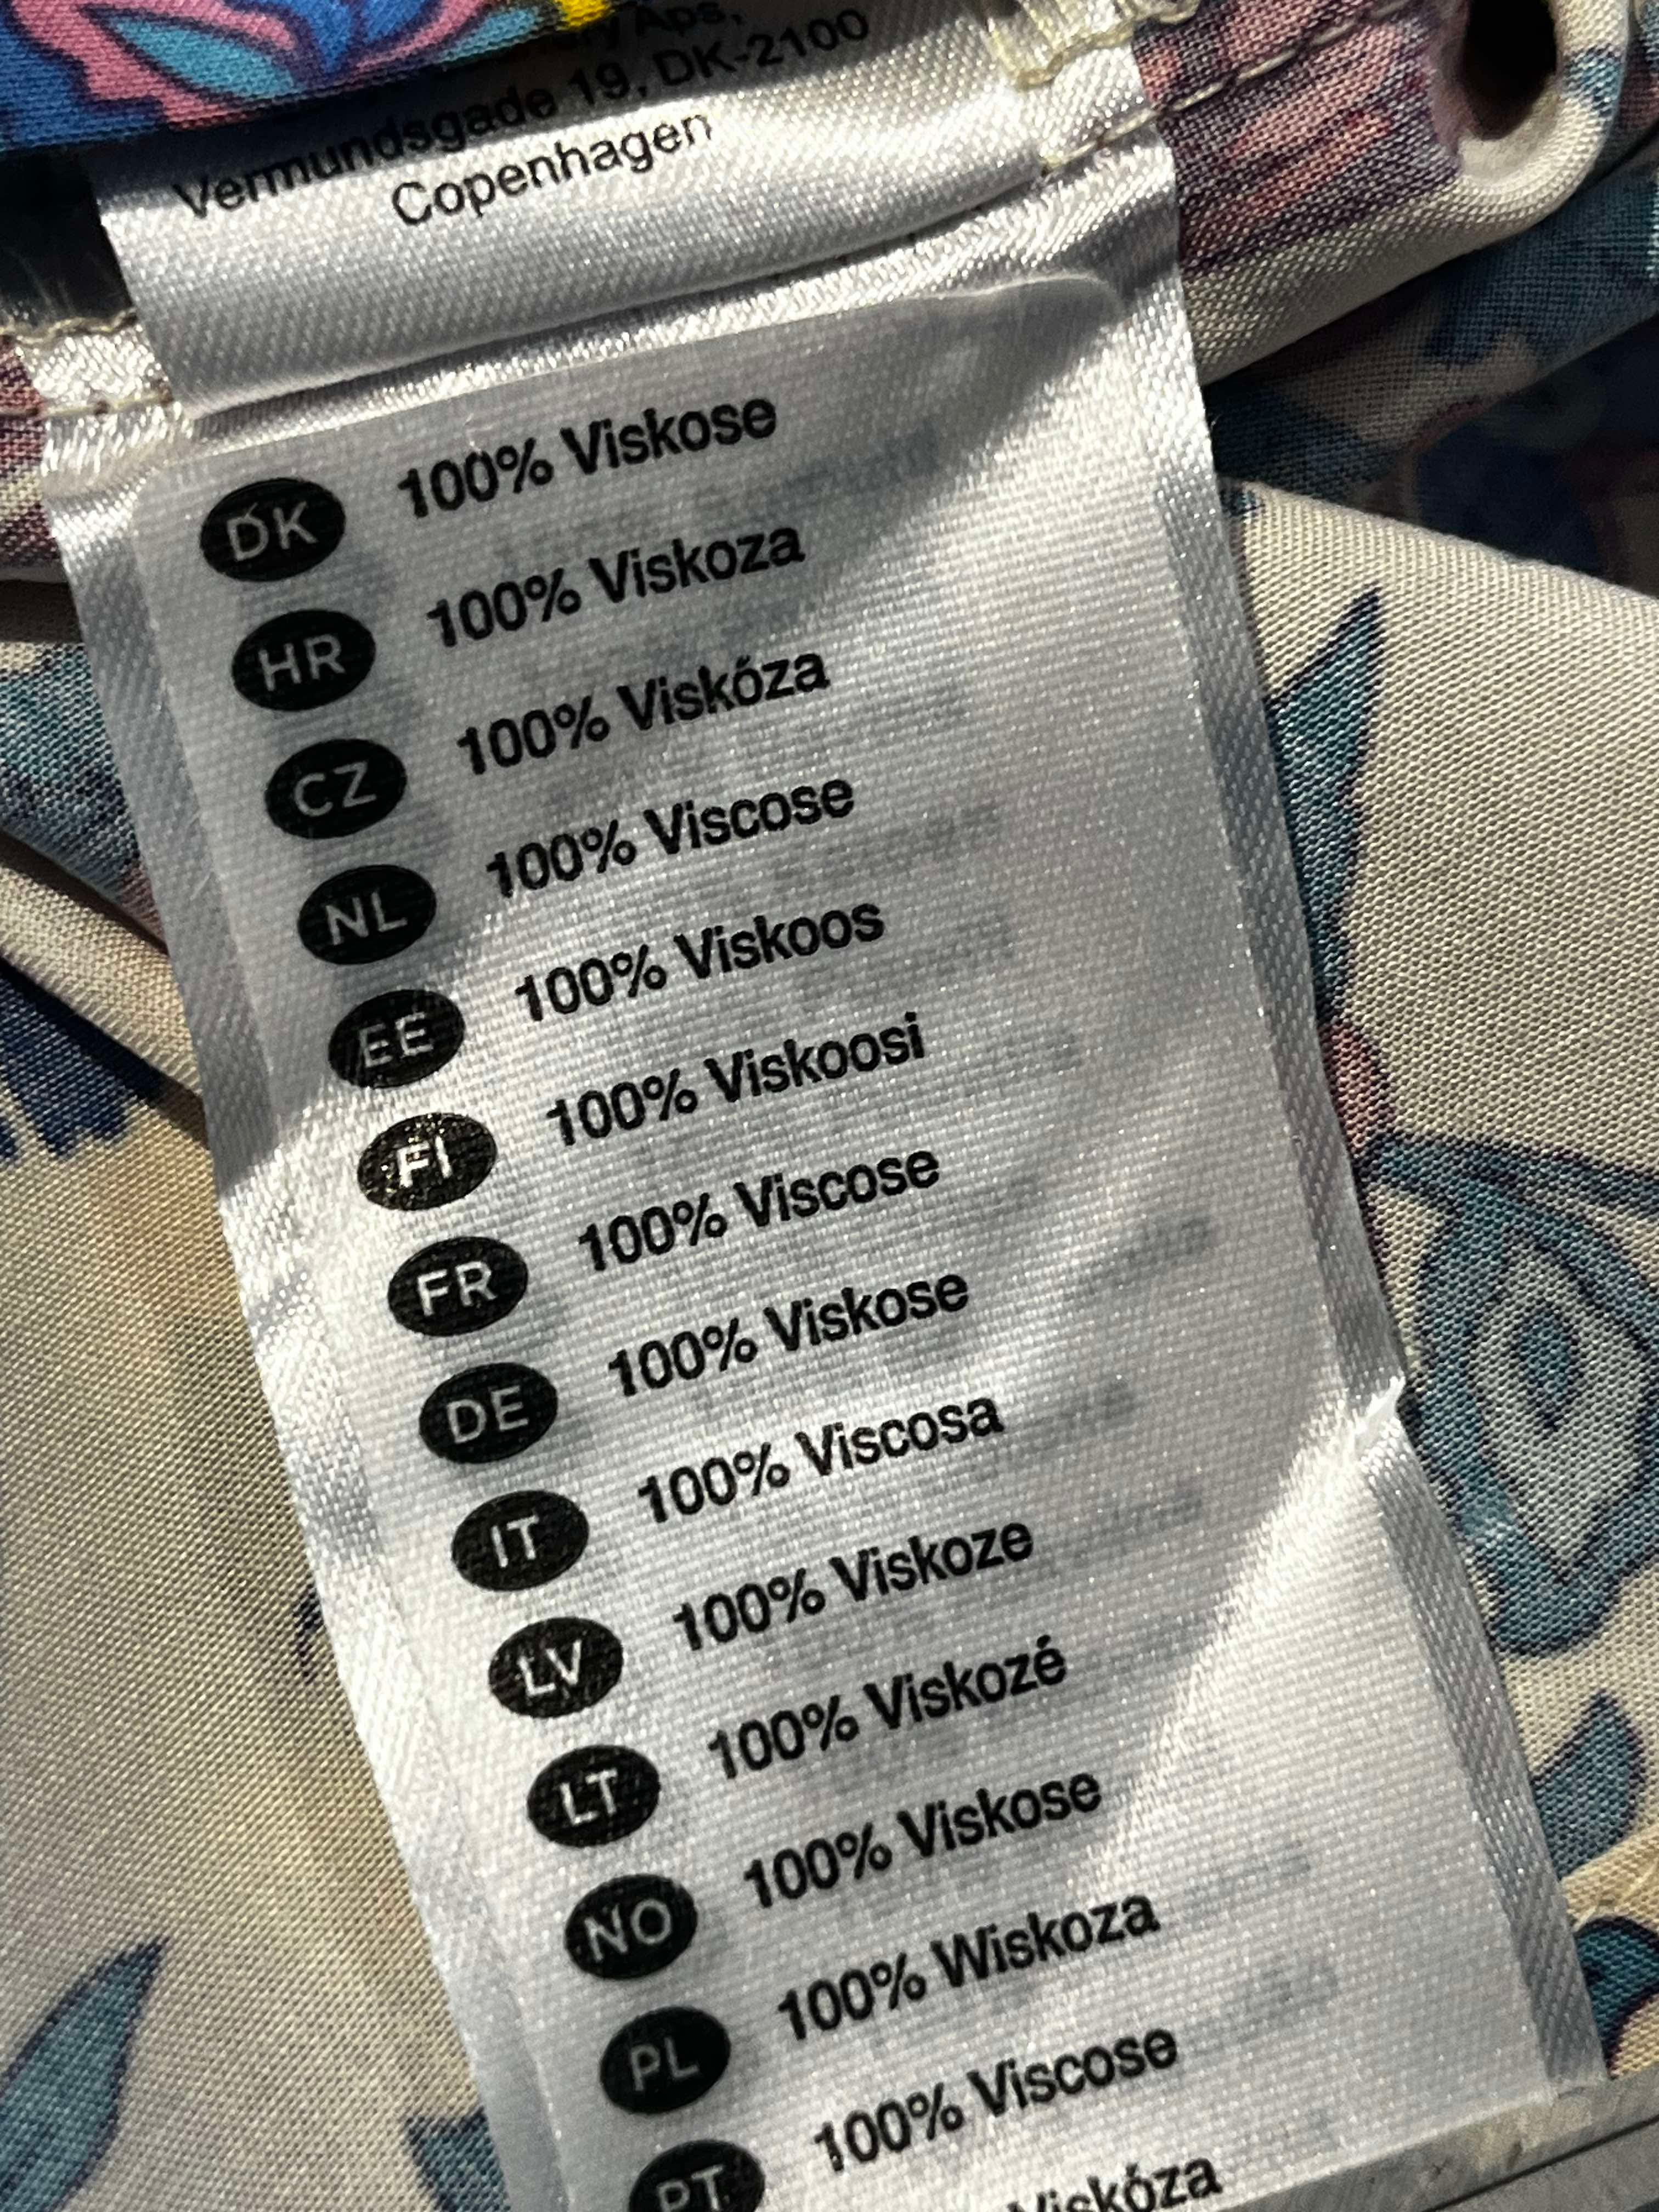 Aps,
Vermundsgade 19, DK-2100
Copenhagen
DK 100% Viskose
HR 100% Viskoza
CZ 100% Viskóza
NL 100% Viscose
EE 100% Viskoos
FI 100% Viskoosi
FR 100% Viscose
DE 100% Viskose
IT 100% Viscosa
LV 100% Viskoze
LT 100% Viskozé
NO 100% Viskose
PL 100% Wiskoza
PT 100% Viscose
Viskóza